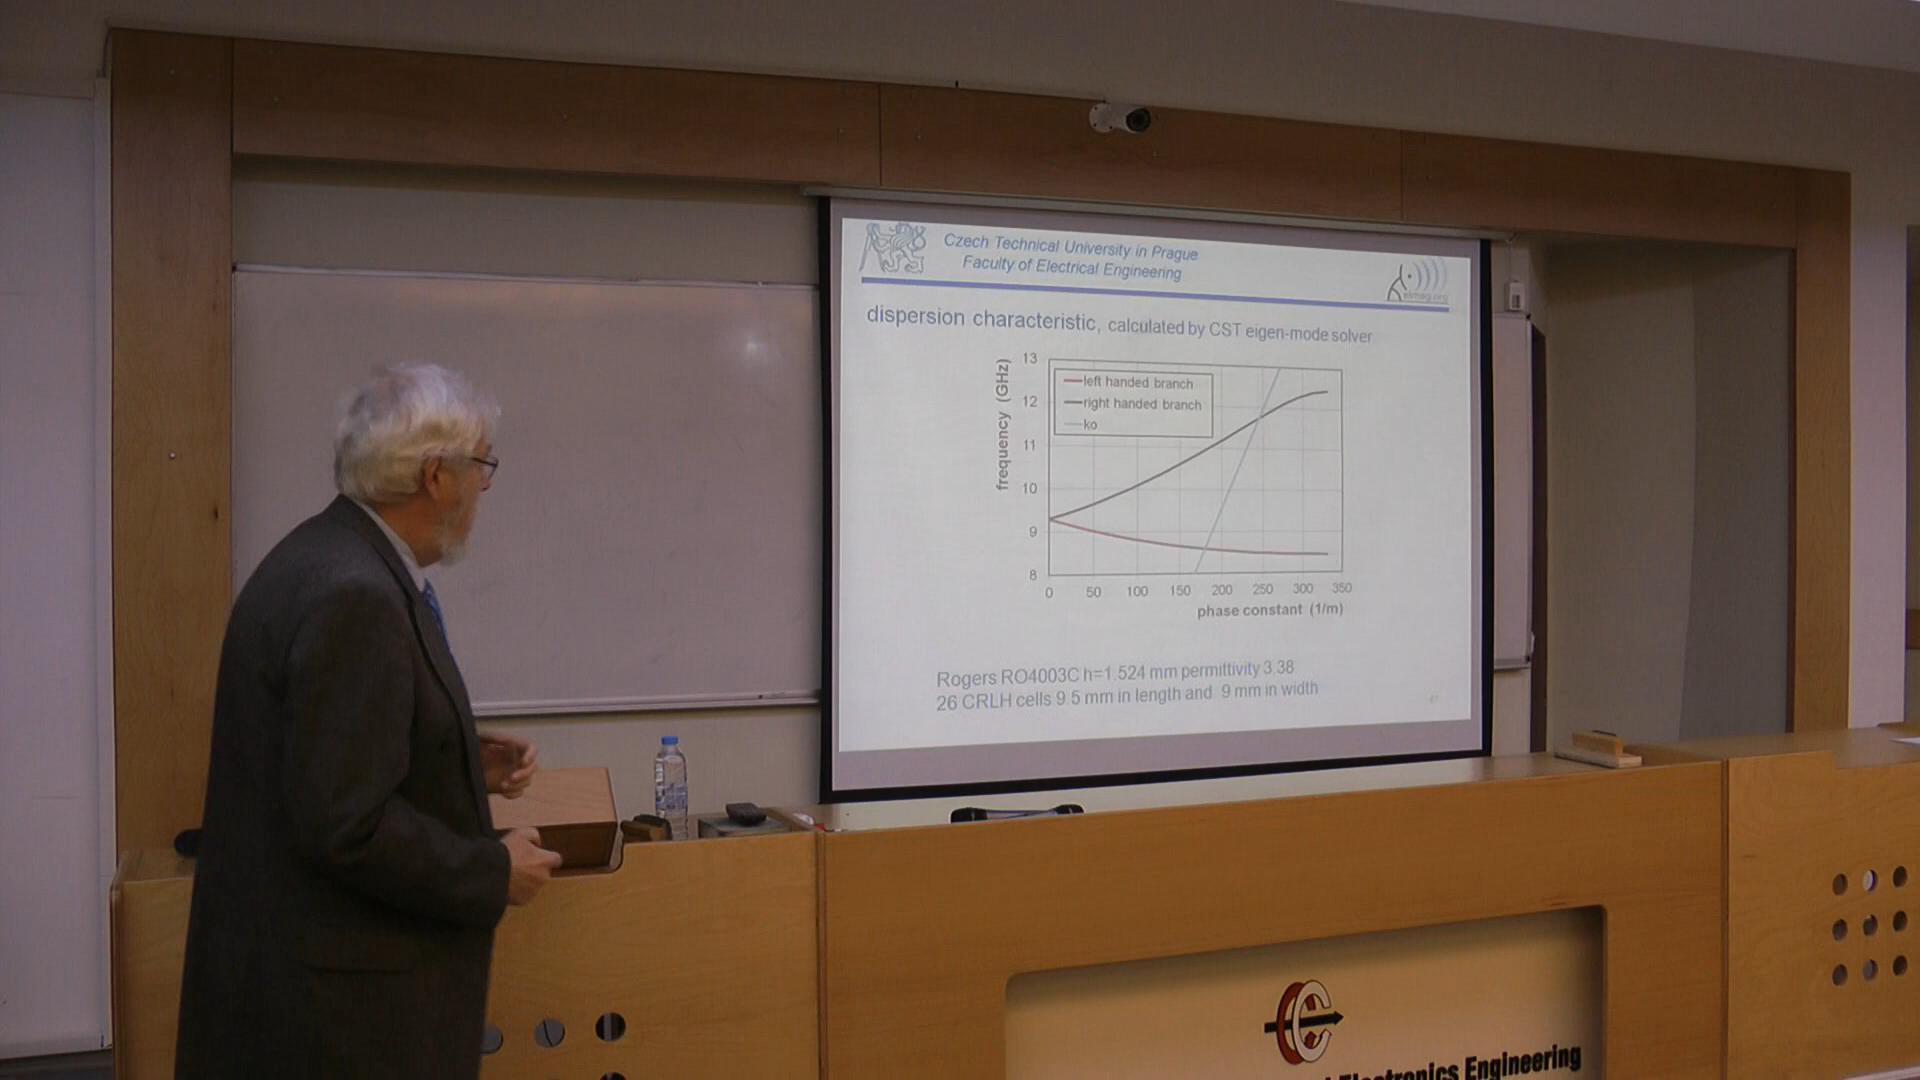 Czech Technical University in Prague
Faculty of Electrical Engineering
elmag.org
dispersion characteristic, calculated by CST eigen-mode solver
frequency (GHz)
13
12
11
10
9
8
left handed branch
right handed branch
ko
0 50 100 150 200 250 300 350
phase constant (1/m)
Rogers RO4003C h=1.524 mm permittivity 3.38
26 CRLH cells 9.5 mm in length and 9 mm in width
Engineering